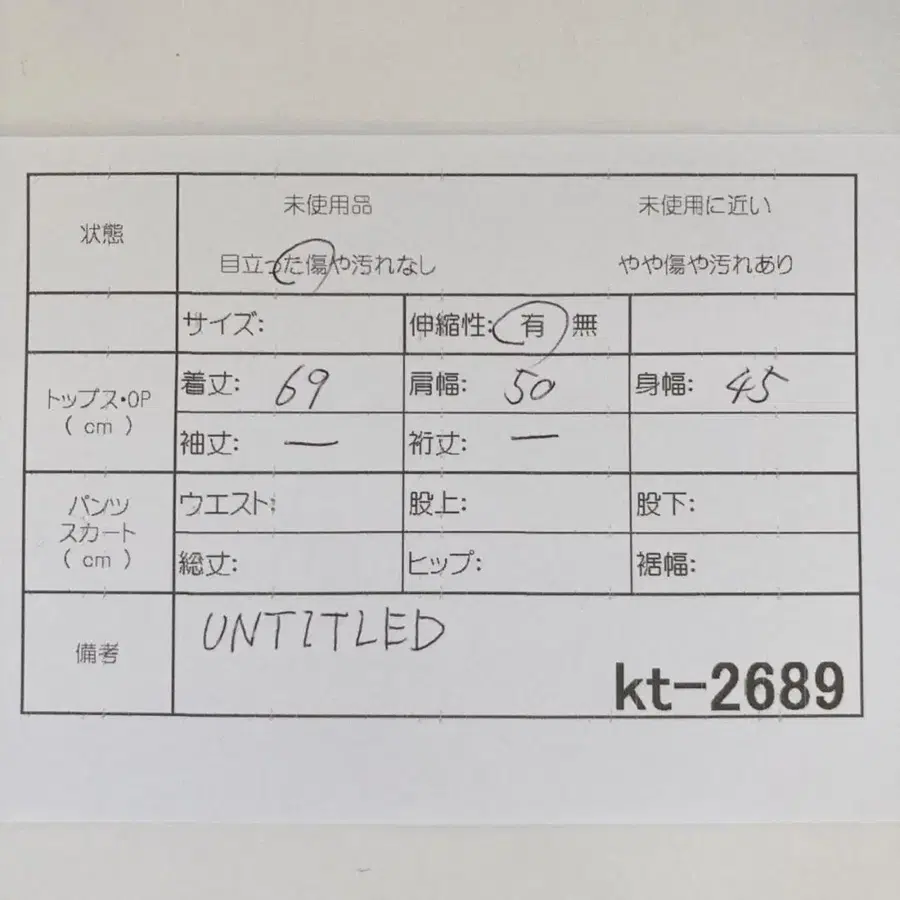 状態
未使用品 未使用に近い
目立った傷や汚れなし やや傷や汚れあり
サイズ: 伸縮性: 有 無
トップス・OP
( cm )
着丈: 69 肩幅: 50 身幅: 45
袖丈: — 裄丈: —
パンツ
スカート
( cm )
ウエスト: 股上: 股下:
総丈: ヒップ: 裾幅:
備考
UNTITLED
kt-2689